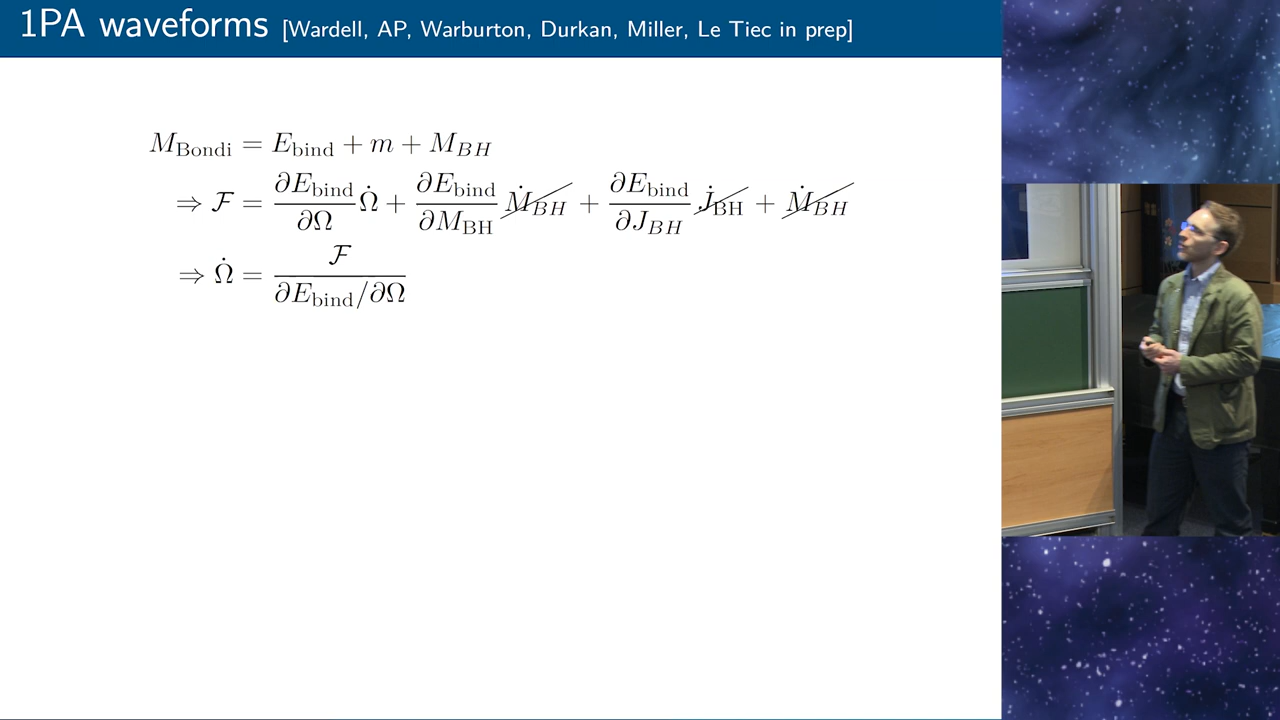 1PA waveforms [Wardell, AP, Warburton, Durkan, Miller, Le Tiec in prep]
M_Bondi = E_bind + m + M_BH
⇒ ℱ = ∂E_bind/∂Ω Ω̇ + ∂E_bind/∂M_BH Ṁ_BH + ∂E_bind/∂J_BH J̇_BH + Ṁ_BH
⇒ Ω̇ = ℱ / ∂E_bind/∂Ω